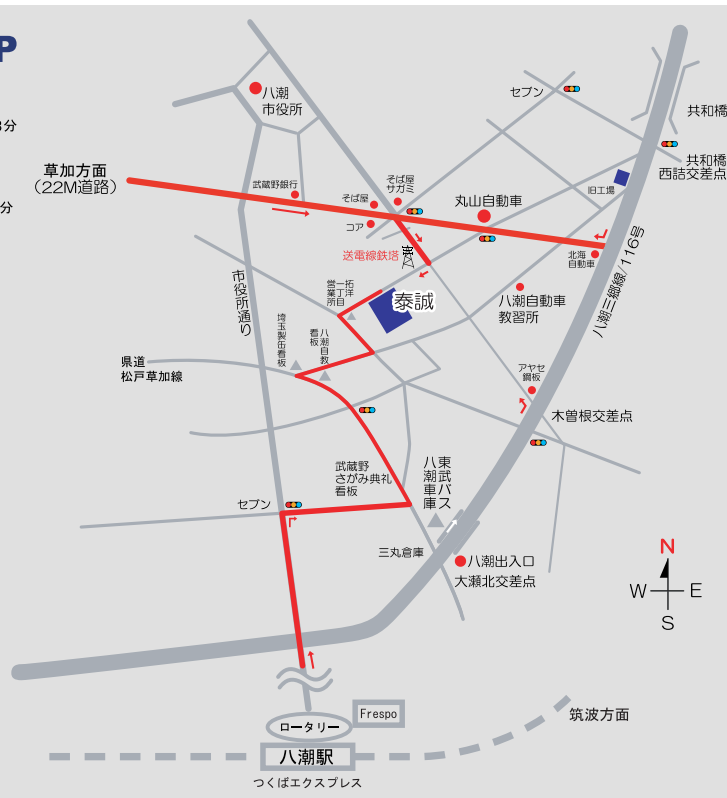 P
分
分
八潮
市役所
セブン
共和橋
共和橋
西詰交差点
草加方面
(22M道路)
武蔵野銀行
そば屋
そば屋
サガミ
コア
丸山自動車
旧工場
送電線鉄塔
北海
自動車
八潮三郷線/116号
市役所通り
拓洋
一丁目
営業所
泰誠
八潮自動車
教習所
埼玉製缶看板
八潮自教
看板
県道
松戸草加線
アヤセ
鋼板
木曽根交差点
武蔵野
さがみ典礼
看板
東武バス
八潮車庫
セブン
三丸倉庫
八潮出入口
大瀬北交差点
N
W
E
S
Frespo
ロータリー
筑波方面
八潮駅
つくばエクスプレス